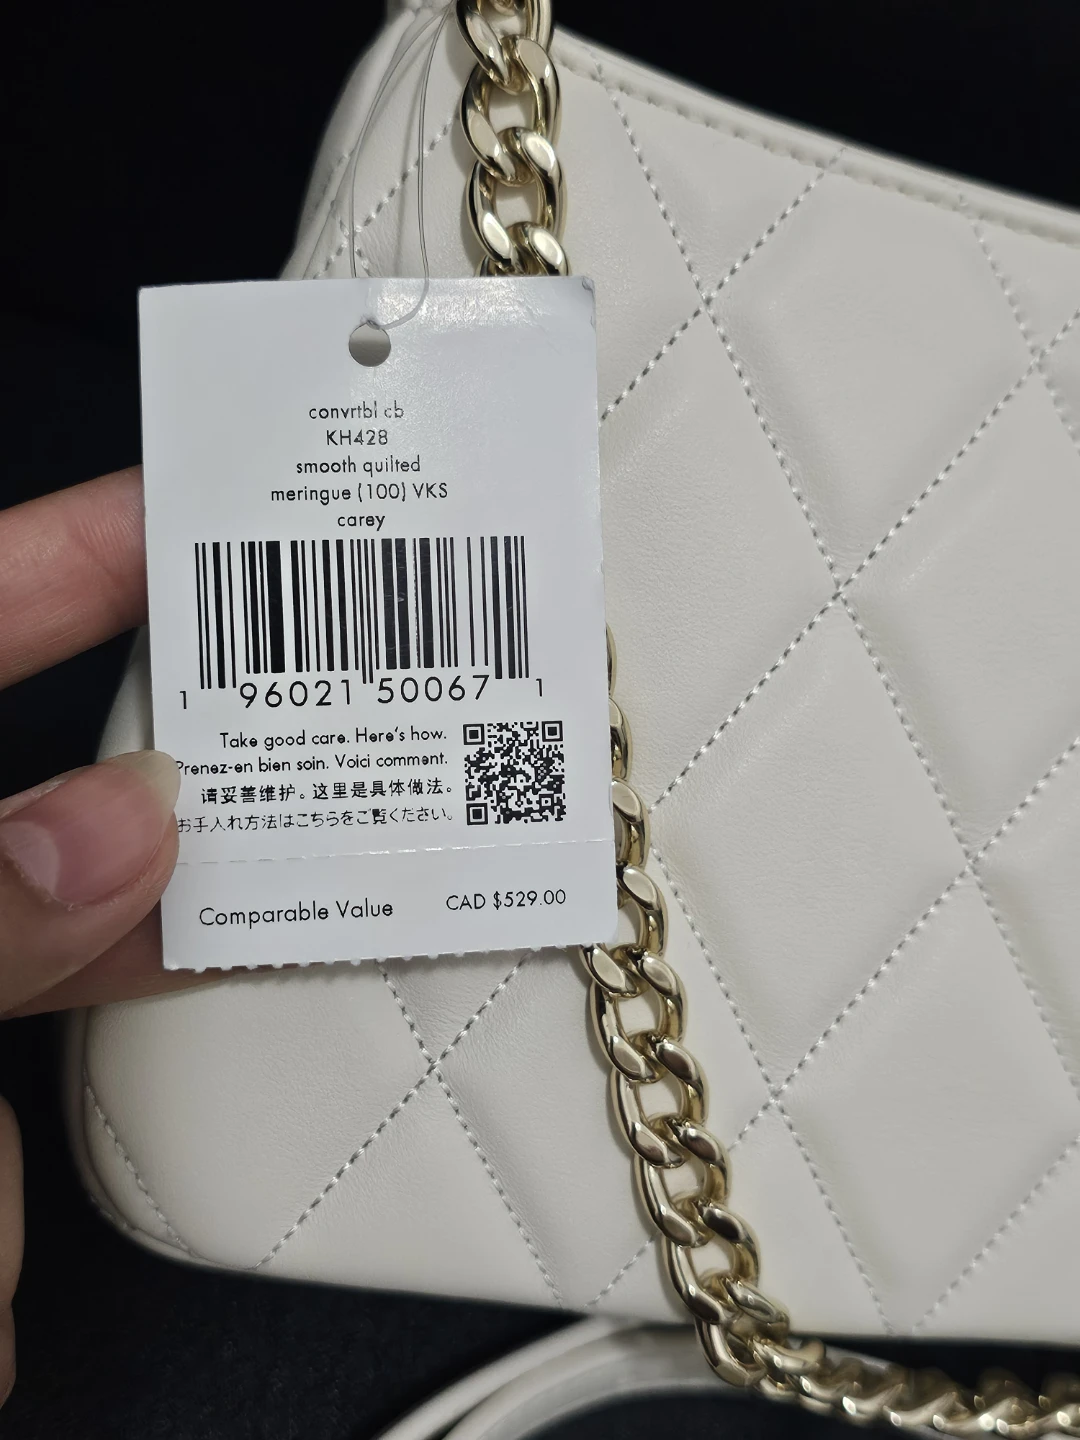 convrtbl cb
KH428
smooth quilted
meringue (100) VKS
carey
1 96021 50067 1
Take good care. Here's how.
Prenez-en bien soin. Voici comment.
请妥善维护。这里是具体做法。
お手入れ方法はこちらをご覧ください。
Comparable Value CAD $529.00